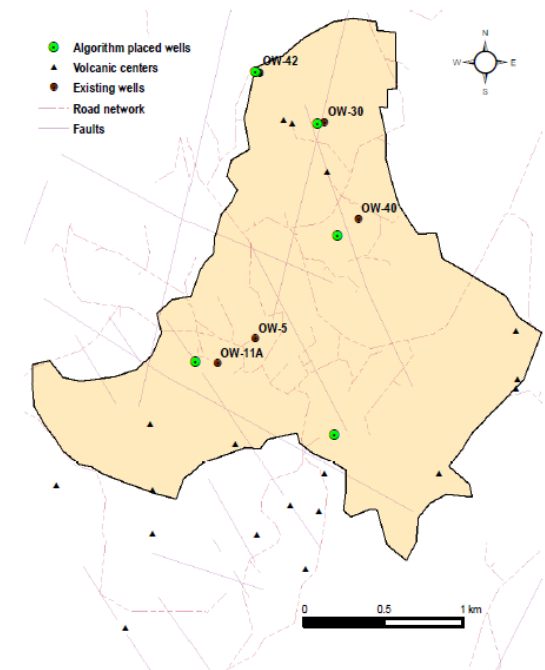 Algorithm placed wells
Volcanic centers
Existing wells
Road network
Faults
N
W E
S
OW-42
OW-30
OW-40
OW-5
OW-11A
0 0.5 1 km